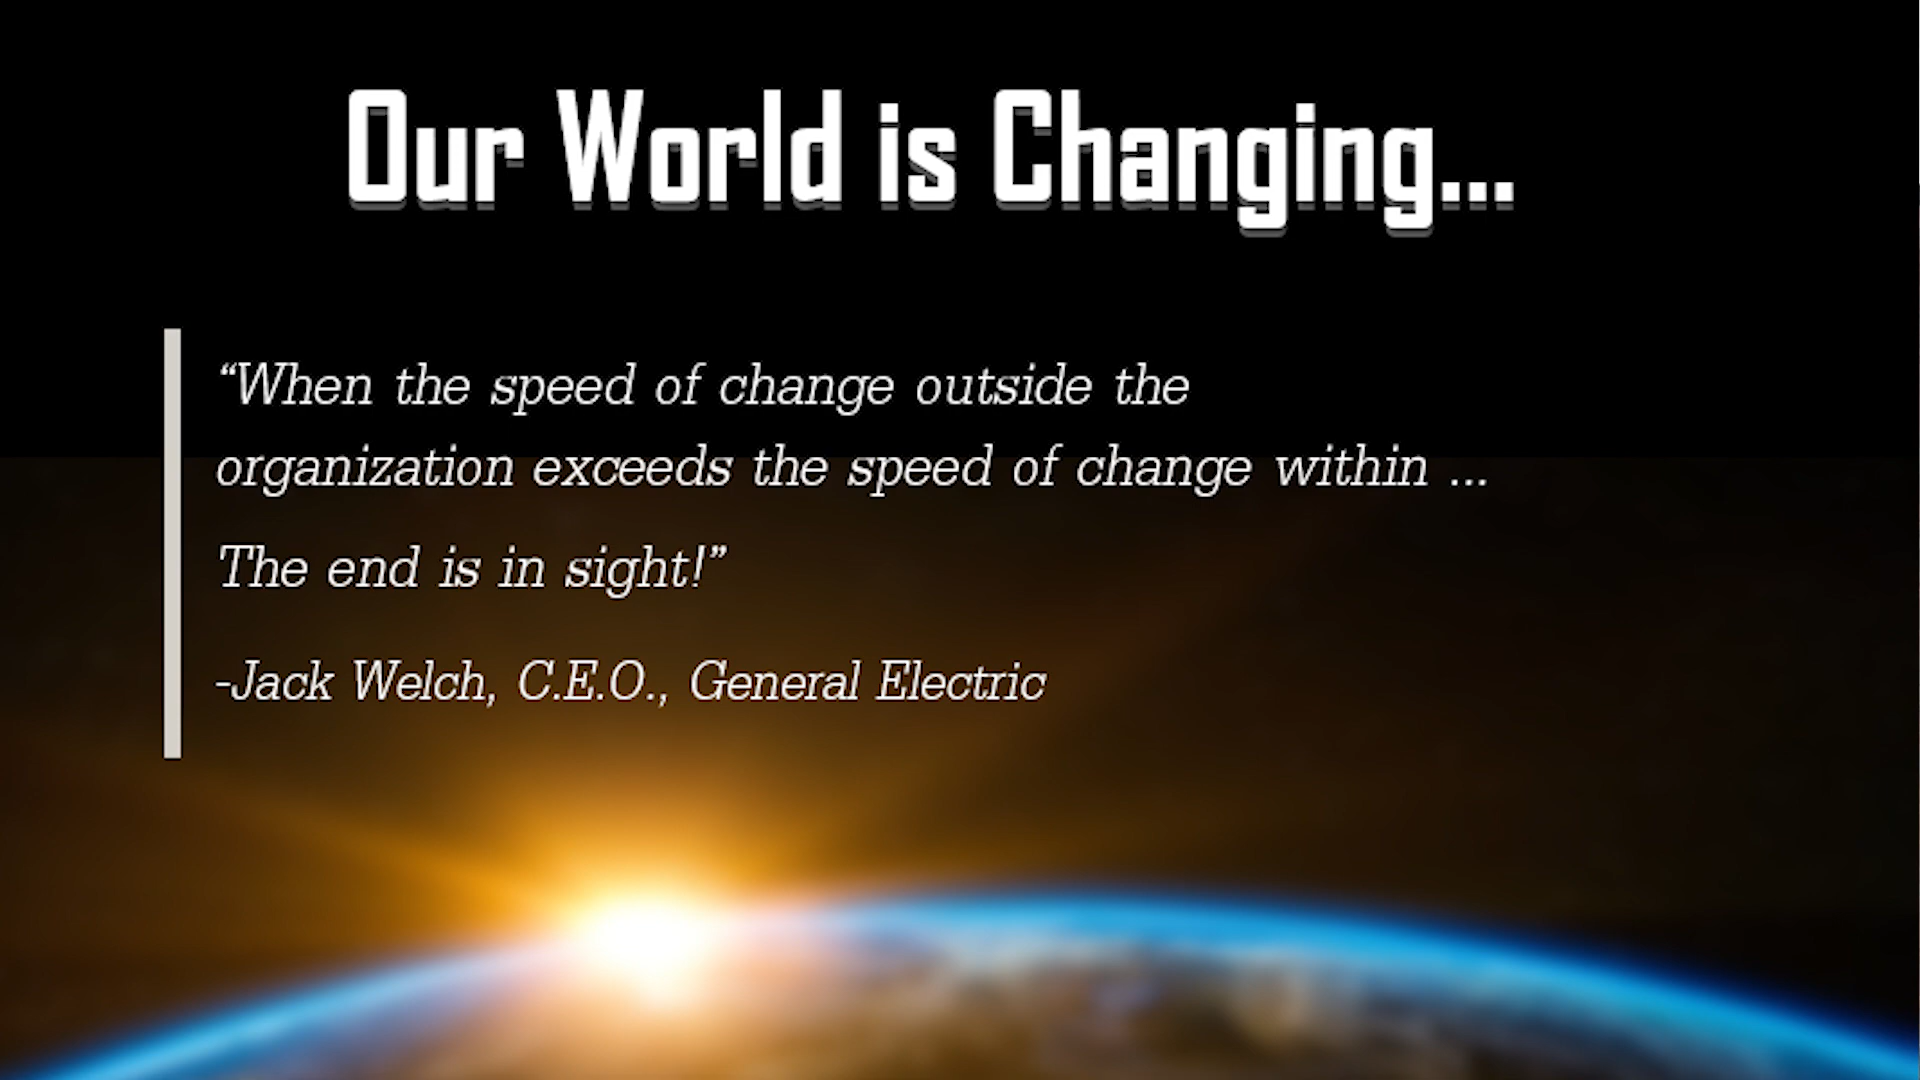 Our World is Changing...
“When the speed of change outside the
organization exceeds the speed of change within ...
The end is in sight!”
-Jack Welch, C.E.O., General Electric